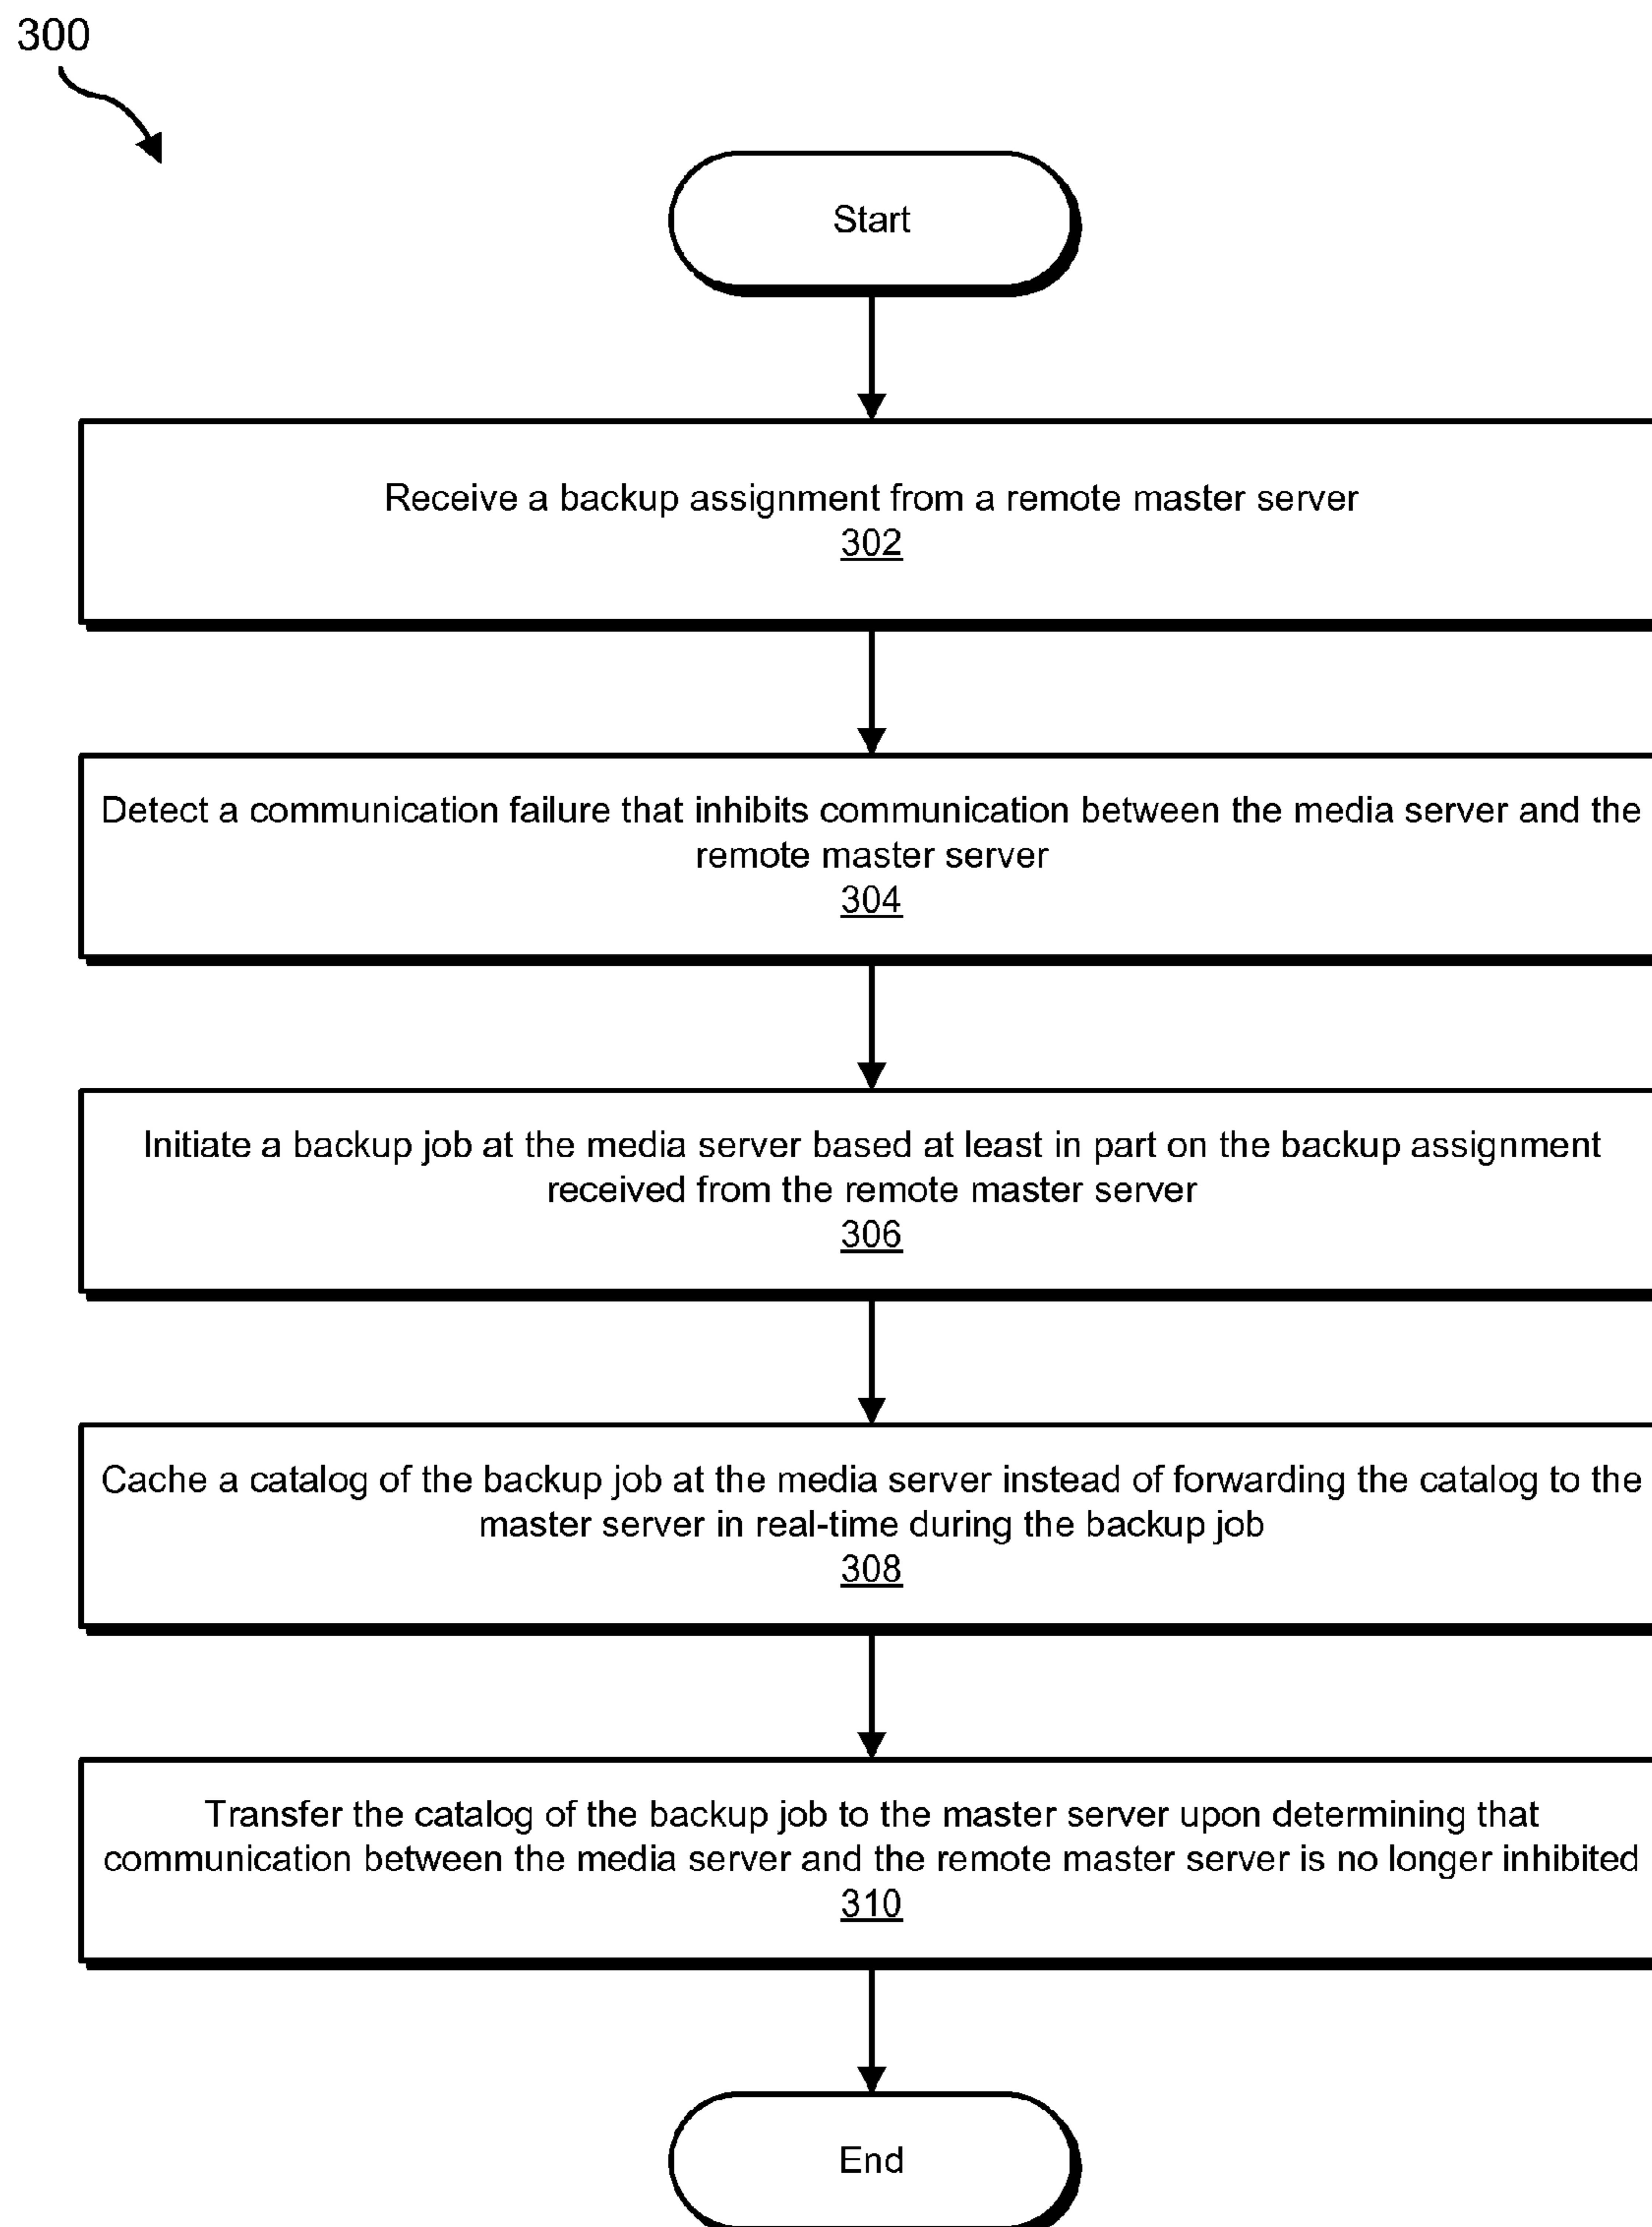 300
Start
Receive a backup assignment from a remote master server
302
Detect a communication failure that inhibits communication between the media server and the
remote master server
304
Initiate a backup job at the media server based at least in part on the backup assignment
received from the remote master server
306
Cache a catalog of the backup job at the media server instead of forwarding the catalog to the
master server in real-time during the backup job
308
Transfer the catalog of the backup job to the master server upon determining that
communication between the media server and the remote master server is no longer inhibited
310
End